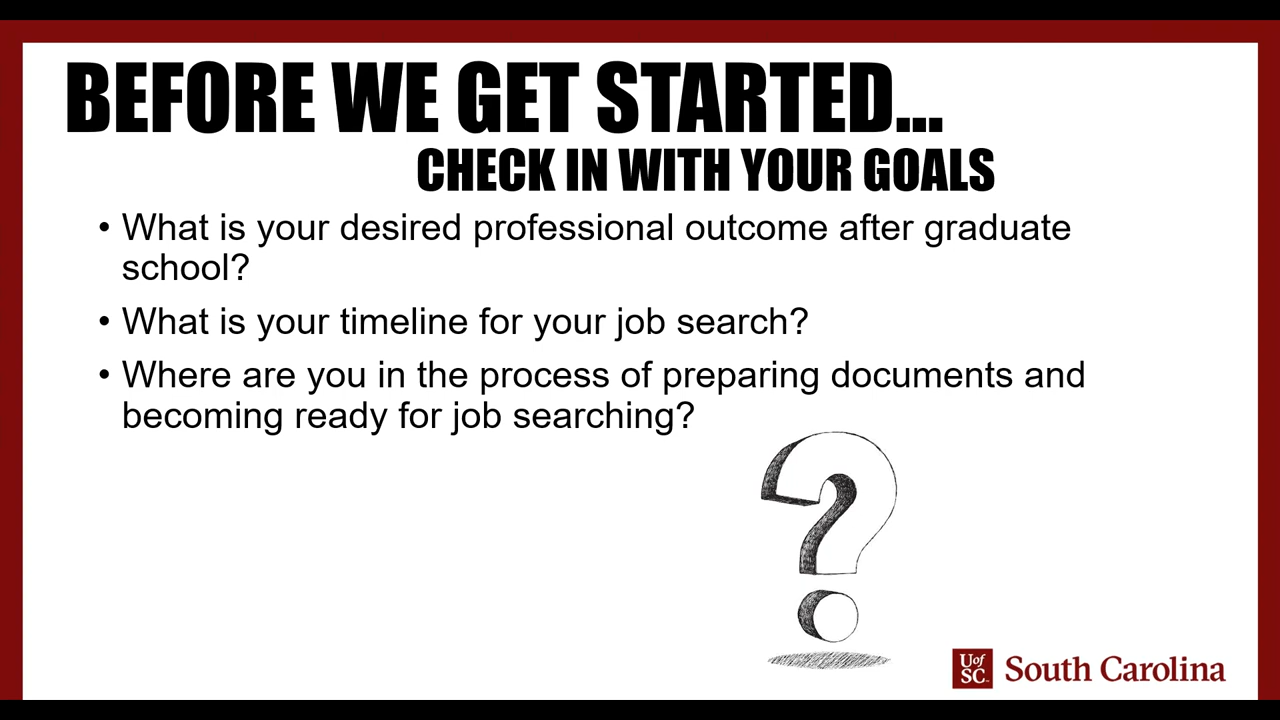 BEFORE WE GET STARTED...
CHECK IN WITH YOUR GOALS
• What is your desired professional outcome after graduate
school?
• What is your timeline for your job search?
• Where are you in the process of preparing documents and
becoming ready for job searching?
U of
SC™
South Carolina